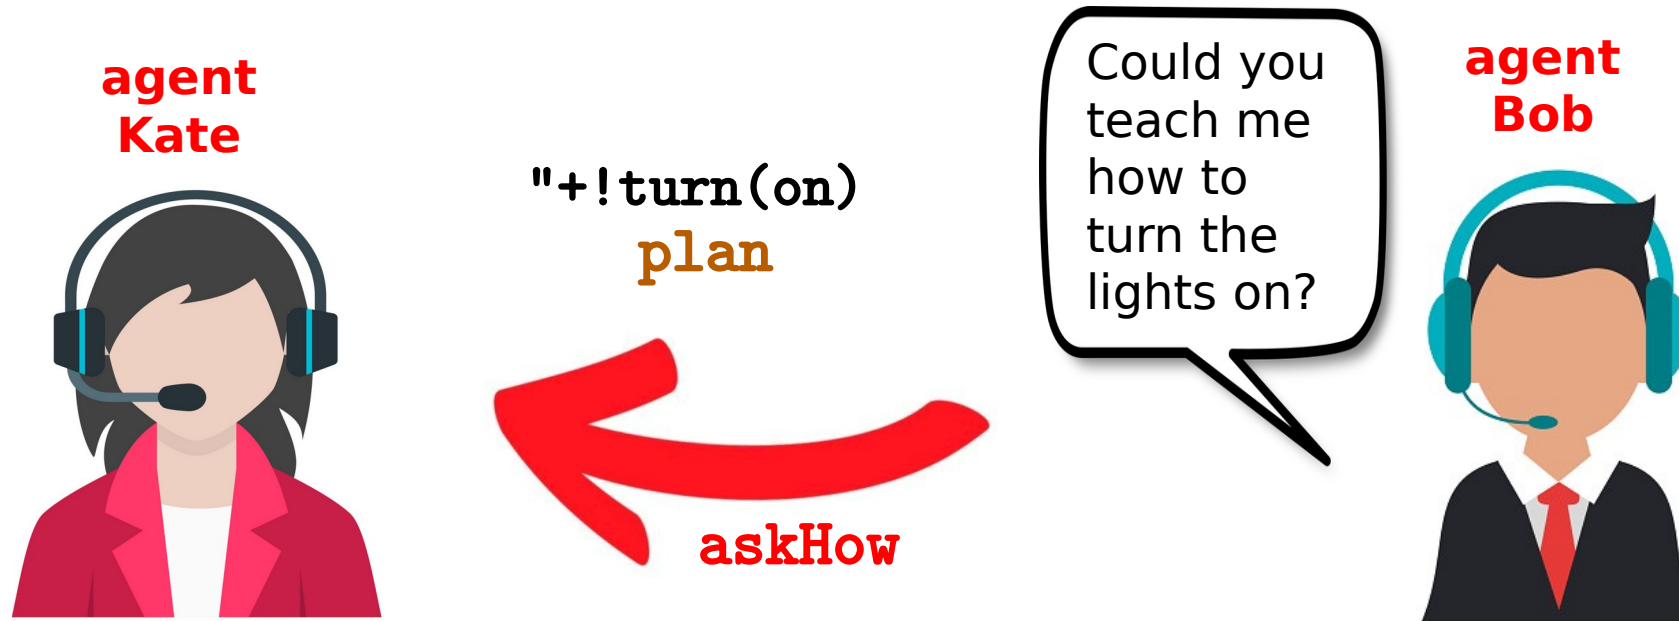 agent
Kate
"+!turn(on)
plan
askHow
Could you
teach me
how to
turn the
lights on?
agent
Bob